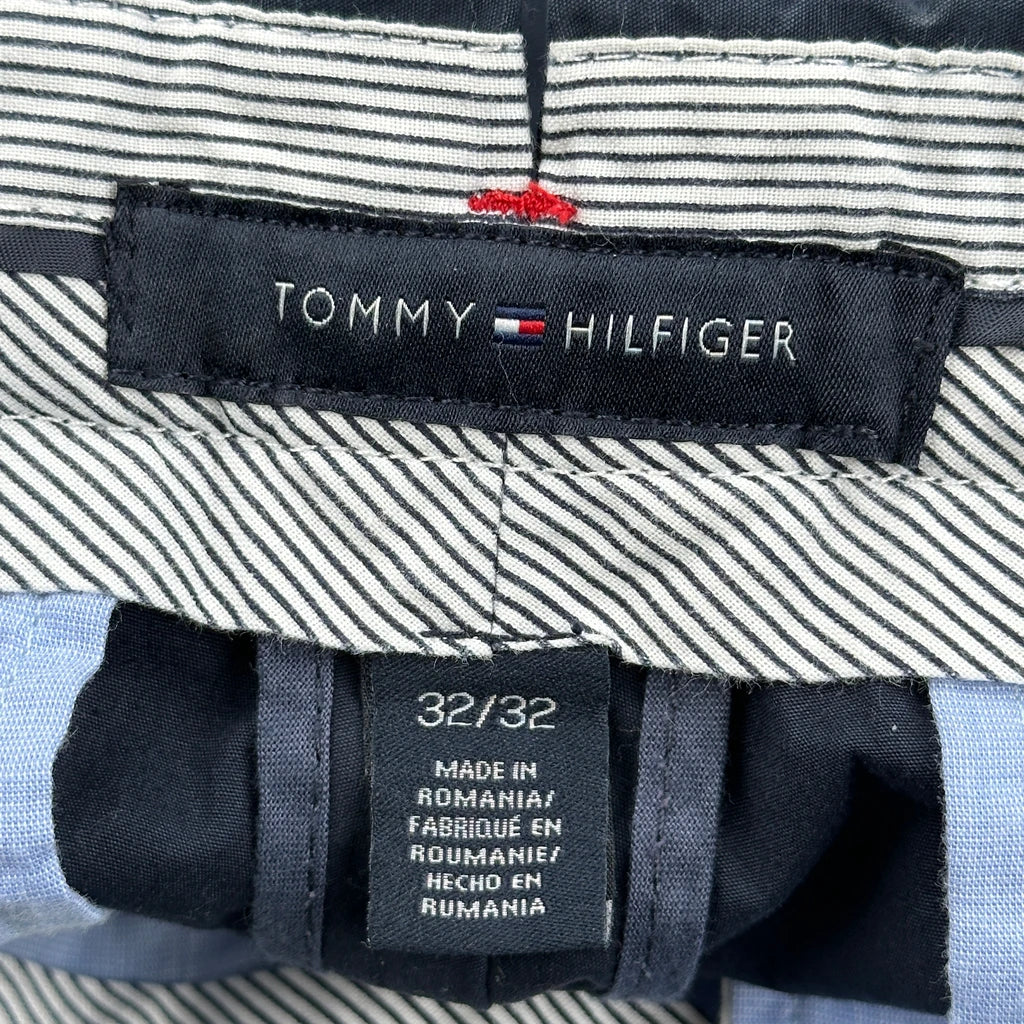 TOMMY HILFIGER
32/32
MADE IN
ROMANIA/
FABRIQUÉ EN
ROUMANIE/
HECHO EN
RUMANIA